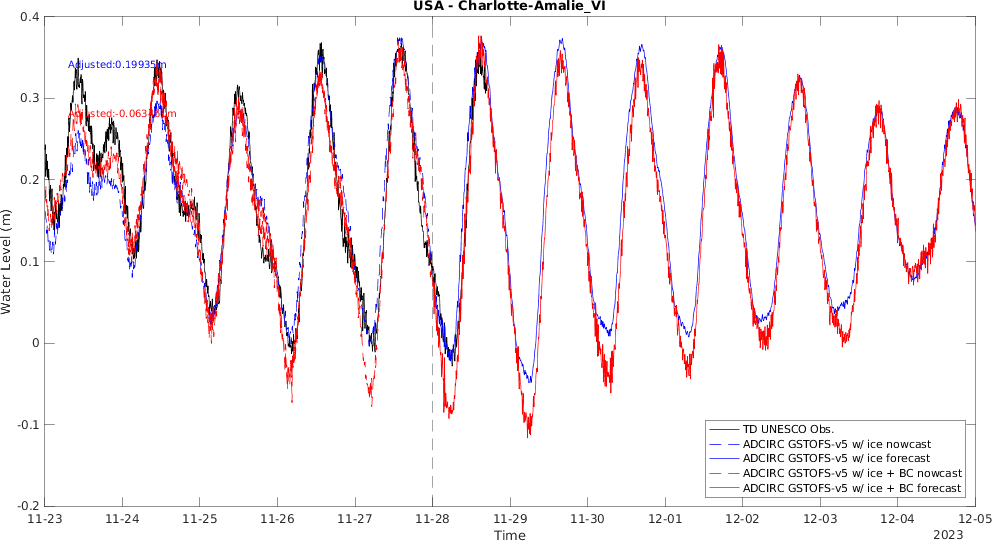 USA - Charlotte-Amalie_VI
0.4
0.3
0.2
0.1
0
-0.1
-0.2
Water Level (m)
Adjusted:0.19935m
TD UNESCO Obs.
ADCIRC GSTOFS-v5 w/ ice nowcast
ADCIRC GSTOFS-v5 w/ ice forecast
ADCIRC GSTOFS-v5 w/ ice + BC nowcast
ADCIRC GSTOFS-v5 w/ ice + BC forecast
11-23 11-24 11-25 11-26 11-27 11-28 11-29 11-30 12-01 12-02 12-03 12-04 12-05
Time
2023